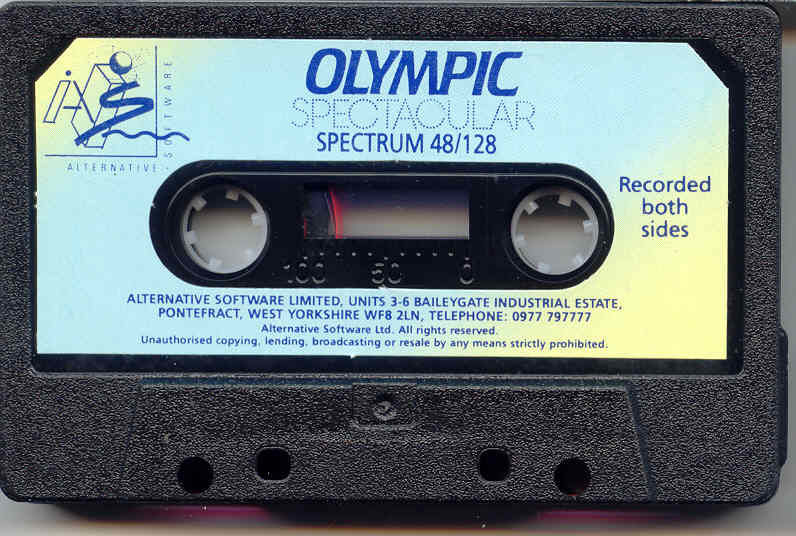 OLYMPIC
SPECTACULAR
SPECTRUM 48/128
ALTERNATIVE
SOFTWARE
Recorded
both
sides
100 50 0
ALTERNATIVE SOFTWARE LIMITED, UNITS 3-6 BAILEYGATE INDUSTRIAL ESTATE,
PONTEFRACT, WEST YORKSHIRE WF8 2LN, TELEPHONE: 0977 797777
Alternative Software Ltd. All rights reserved.
Unauthorised copying, lending, broadcasting or resale by any means strictly prohibited.